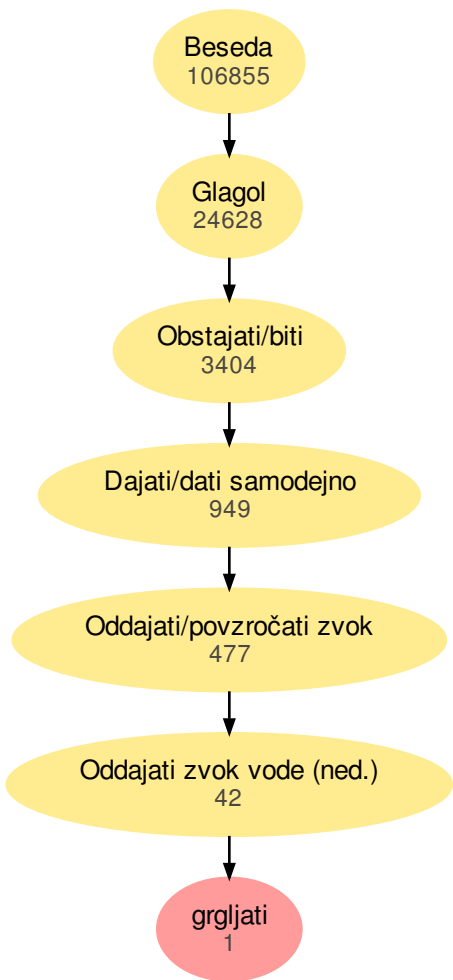 Beseda
106855
Glagol
24628
Obstajati/biti
3404
Dajati/dati samodejno
949
Oddajati/povzročati zvok
477
Oddajati zvok vode (ned.)
42
grgljati
1